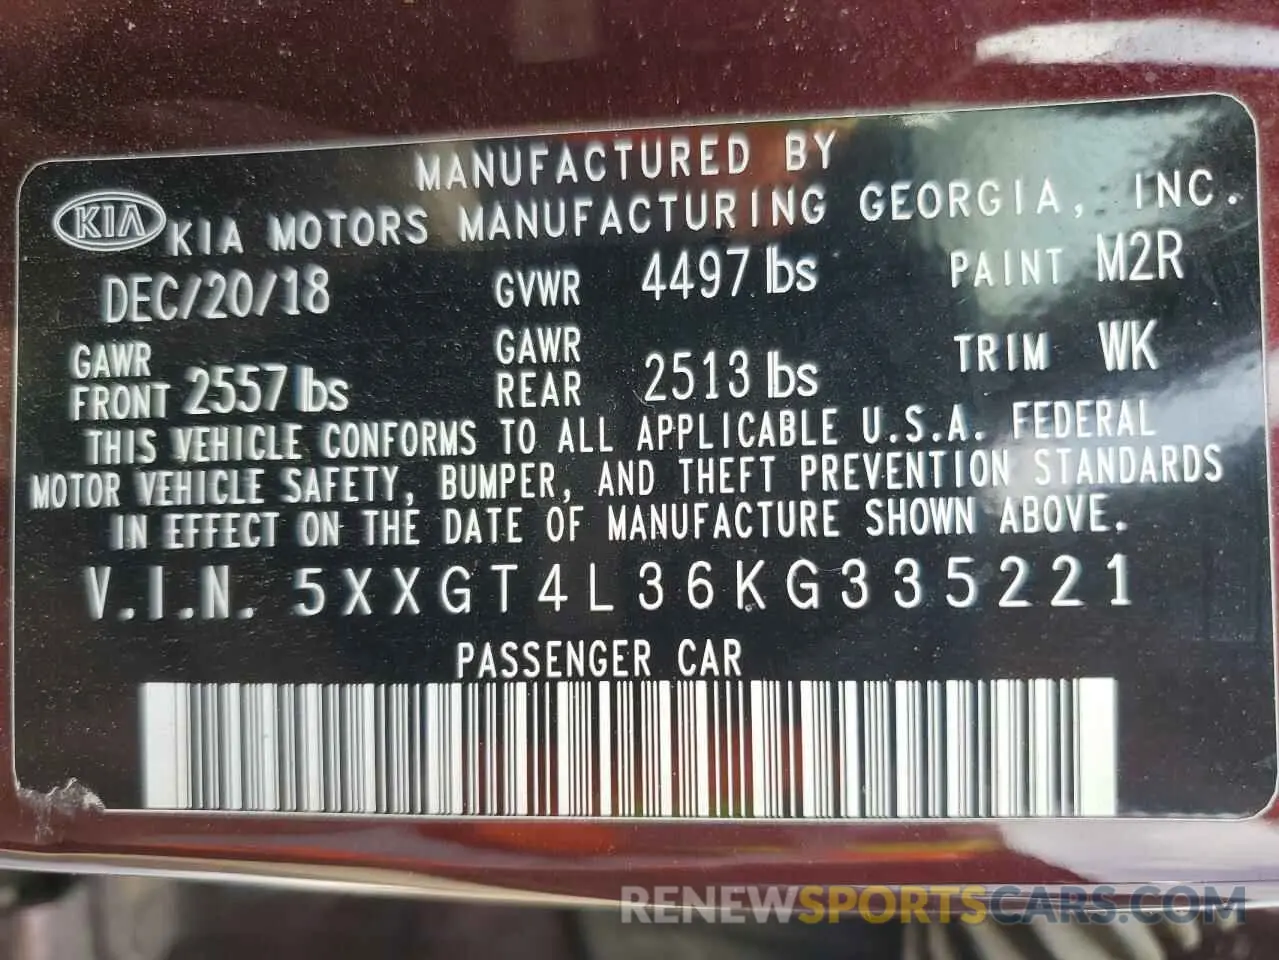 MANUFACTURED BY
KIA KIA MOTORS MANUFACTURING GEORGIA, INC.
DEC/20/18 GVWR 4497 lbs PAINT M2R
GAWR FRONT 2557 lbs GAWR REAR 2513 lbs TRIM WK
THIS VEHICLE CONFORMS TO ALL APPLICABLE U.S.A. FEDERAL
MOTOR VEHICLE SAFETY, BUMPER, AND THEFT PREVENTION STANDARDS
IN EFFECT ON THE DATE OF MANUFACTURE SHOWN ABOVE.
V.I.N. 5XXGT4L36KG335221
PASSENGER CAR
RENEWSPORTSCARS.COM